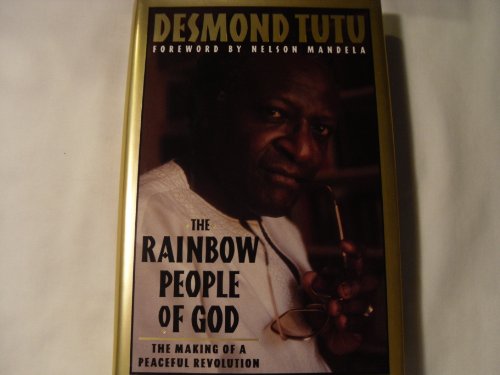 DESMOND TUTU
FOREWORD BY NELSON MANDELA
THE
RAINBOW
PEOPLE
OF GOD
THE MAKING OF A
PEACEFUL REVOLUTION